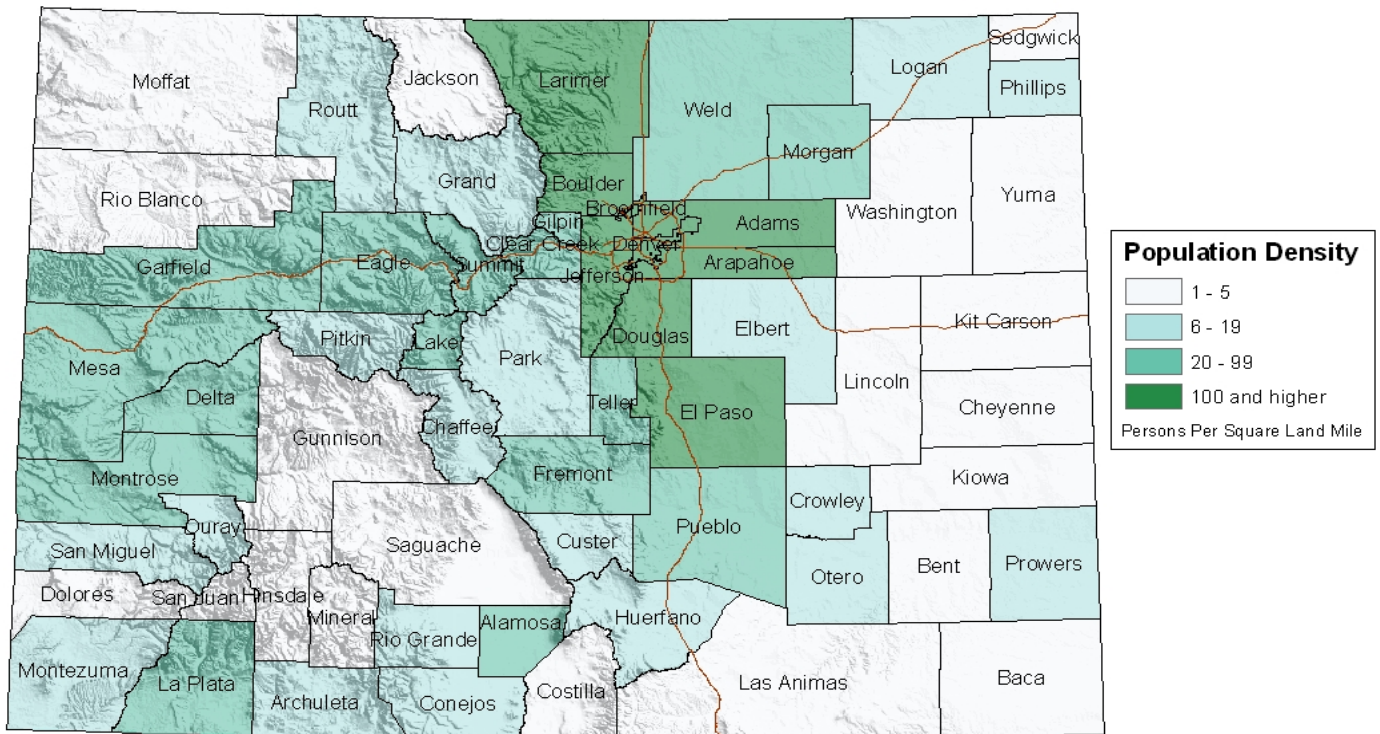 Moffat
Jackson
Larimer
Routt
Weld
Logan
Sedgwick
Phillips
Morgan
Rio Blanco
Grand
Boulder
Broomfield
Washington
Yuma
Gilpin
Adams
Clear Creek
Denver
Garfield
Eagle
Summit
Jefferson
Arapahoe
Mesa
Pitkin
Lake
Park
Douglas
Elbert
Kit Carson
Delta
Lincoln
Gunnison
Chaffee
Teller
El Paso
Cheyenne
Montrose
Fremont
Kiowa
Ouray
Crowley
San Miguel
Saguache
Custer
Pueblo
Otero
Bent
Prowers
Dolores
San Juan
Hinsdale
Mineral
Rio Grande
Alamosa
Huerfano
Montezuma
La Plata
Archuleta
Conejos
Costilla
Las Animas
Baca
Population Density
1 - 5
6 - 19
20 - 99
100 and higher
Persons Per Square Land Mile